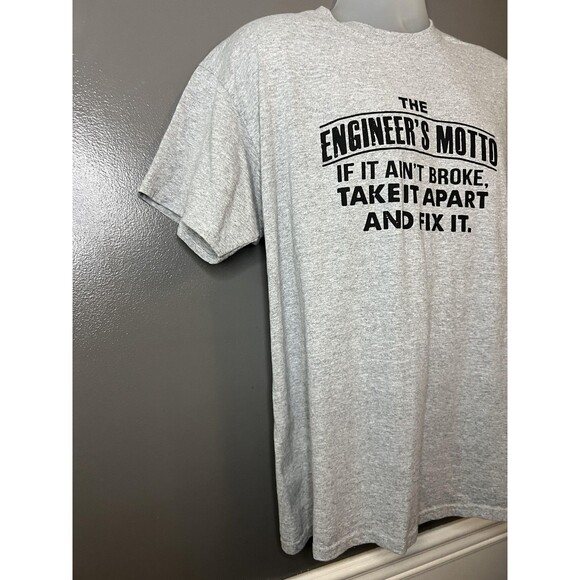 THE
ENGINEER'S MOTTO
IF IT AIN'T BROKE,
TAKE IT APART
AND FIX IT.